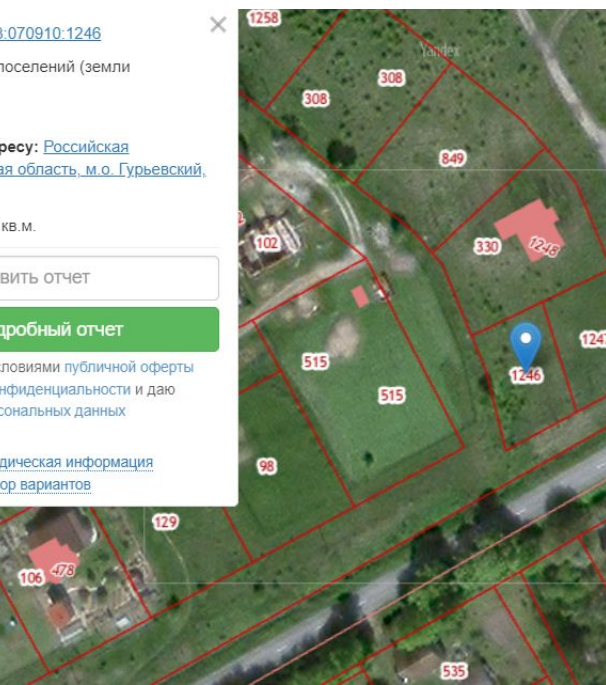 :070910:1246
поселений (земли
ресу: Российская
ая область, м.о. Гурьевский,
кв.м.
вить отчет
дробный отчет
словиями публичной оферты
нфиденциальности и даю
сональных данных
дическая информация
ор вариантов
1258
Yandex
308
308
849
102
330
1248
515
515
1246
1247
98
129
106
478
535